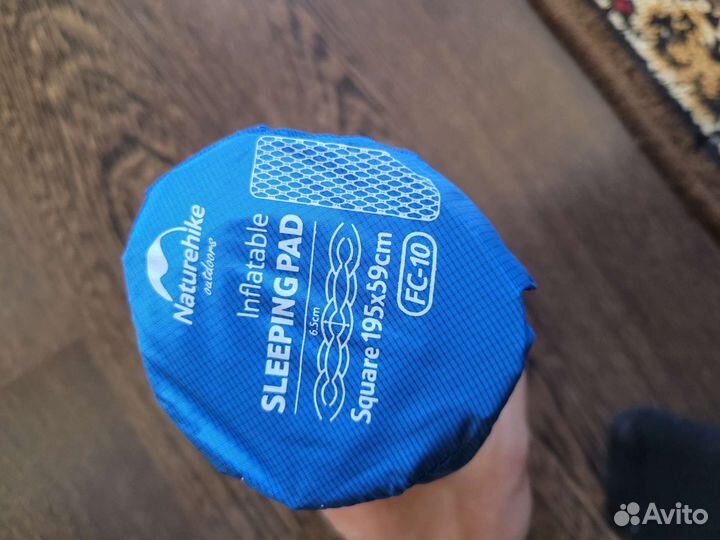 Naturehike
outdoors
Inflatable
SLEEPING PAD
6.5cm
Square 195x59cm
FC-10
Avito